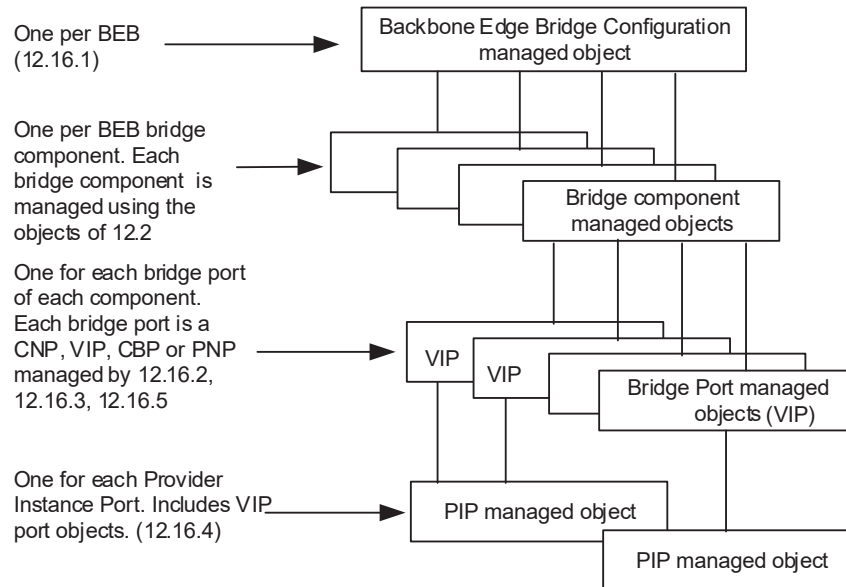 One per BEB
(12.16.1)
Backbone Edge Bridge Configuration
managed object
One per BEB bridge
component. Each
bridge component is
managed using the
objects of 12.2
Bridge component
managed objects
One for each bridge port
of each component.
Each bridge port is a
CNP, VIP, CBP or PNP
managed by 12.16.2,
12.16.3, 12.16.5
VIP
VIP
Bridge Port managed
objects (VIP)
One for each Provider
Instance Port. Includes VIP
port objects. (12.16.4)
PIP managed object
PIP managed object